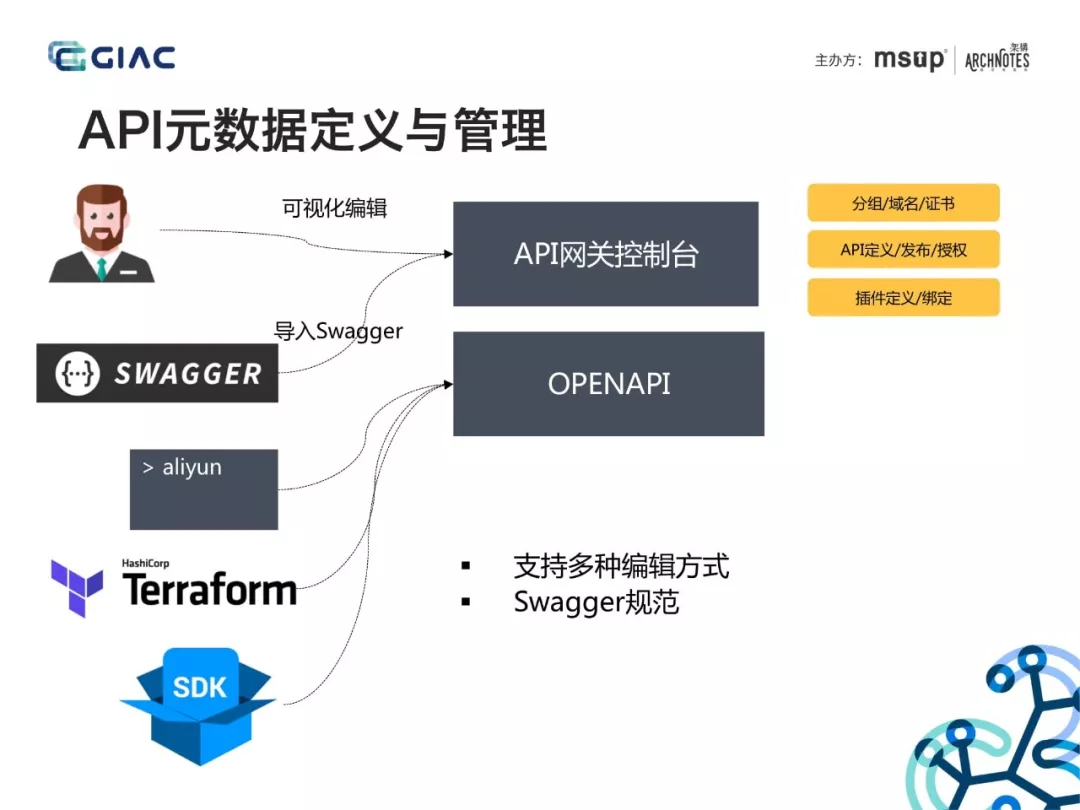 GIAC
主办方：
msup
架構
ARCHNOTES
API元数据定义与管理
可视化编辑
API网关控制台
分组/域名/证书
API定义/发布/授权
插件定义/绑定
导入Swagger
{···} SWAGGER
OPENAPI
> aliyun
HashiCorp
Terraform
SDK
▪ 支持多种编辑方式
▪ Swagger规范